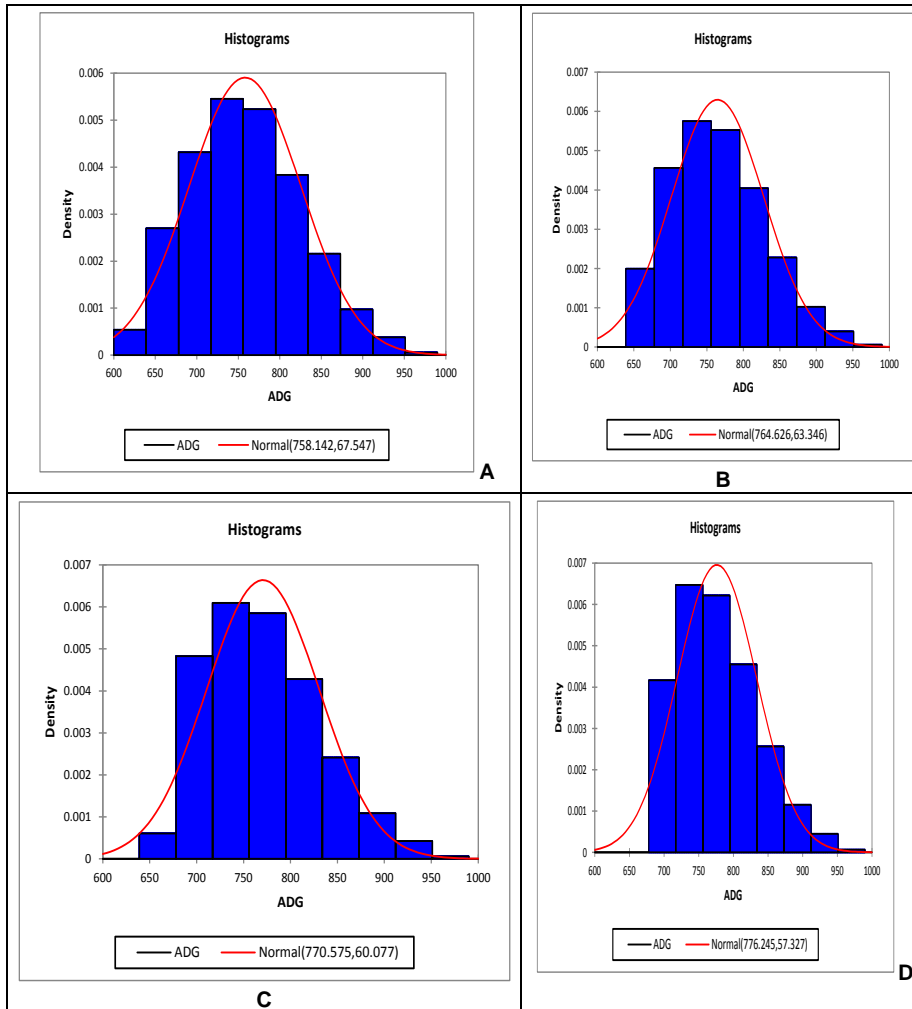 Histograms
0.006
0.005
0.004
0.003
0.002
0.001
0
Density
600 650 700 750 800 850 900 950 1000
ADG
ADG Normal(758.142,67.547)
A
Histograms
0.007
0.006
0.005
0.004
0.003
0.002
0.001
0
Density
600 650 700 750 800 850 900 950 1000
ADG
ADG Normal(764.626,63.346)
B
Histograms
0.007
0.006
0.005
0.004
0.003
0.002
0.001
0
Density
600 650 700 750 800 850 900 950 1000
ADG
ADG Normal(770.575,60.077)
C
Histograms
0.007
0.006
0.005
0.004
0.003
0.002
0.001
0
Density
600 650 700 750 800 850 900 950 1000
ADG
ADG Normal(776.245,57.327)
D